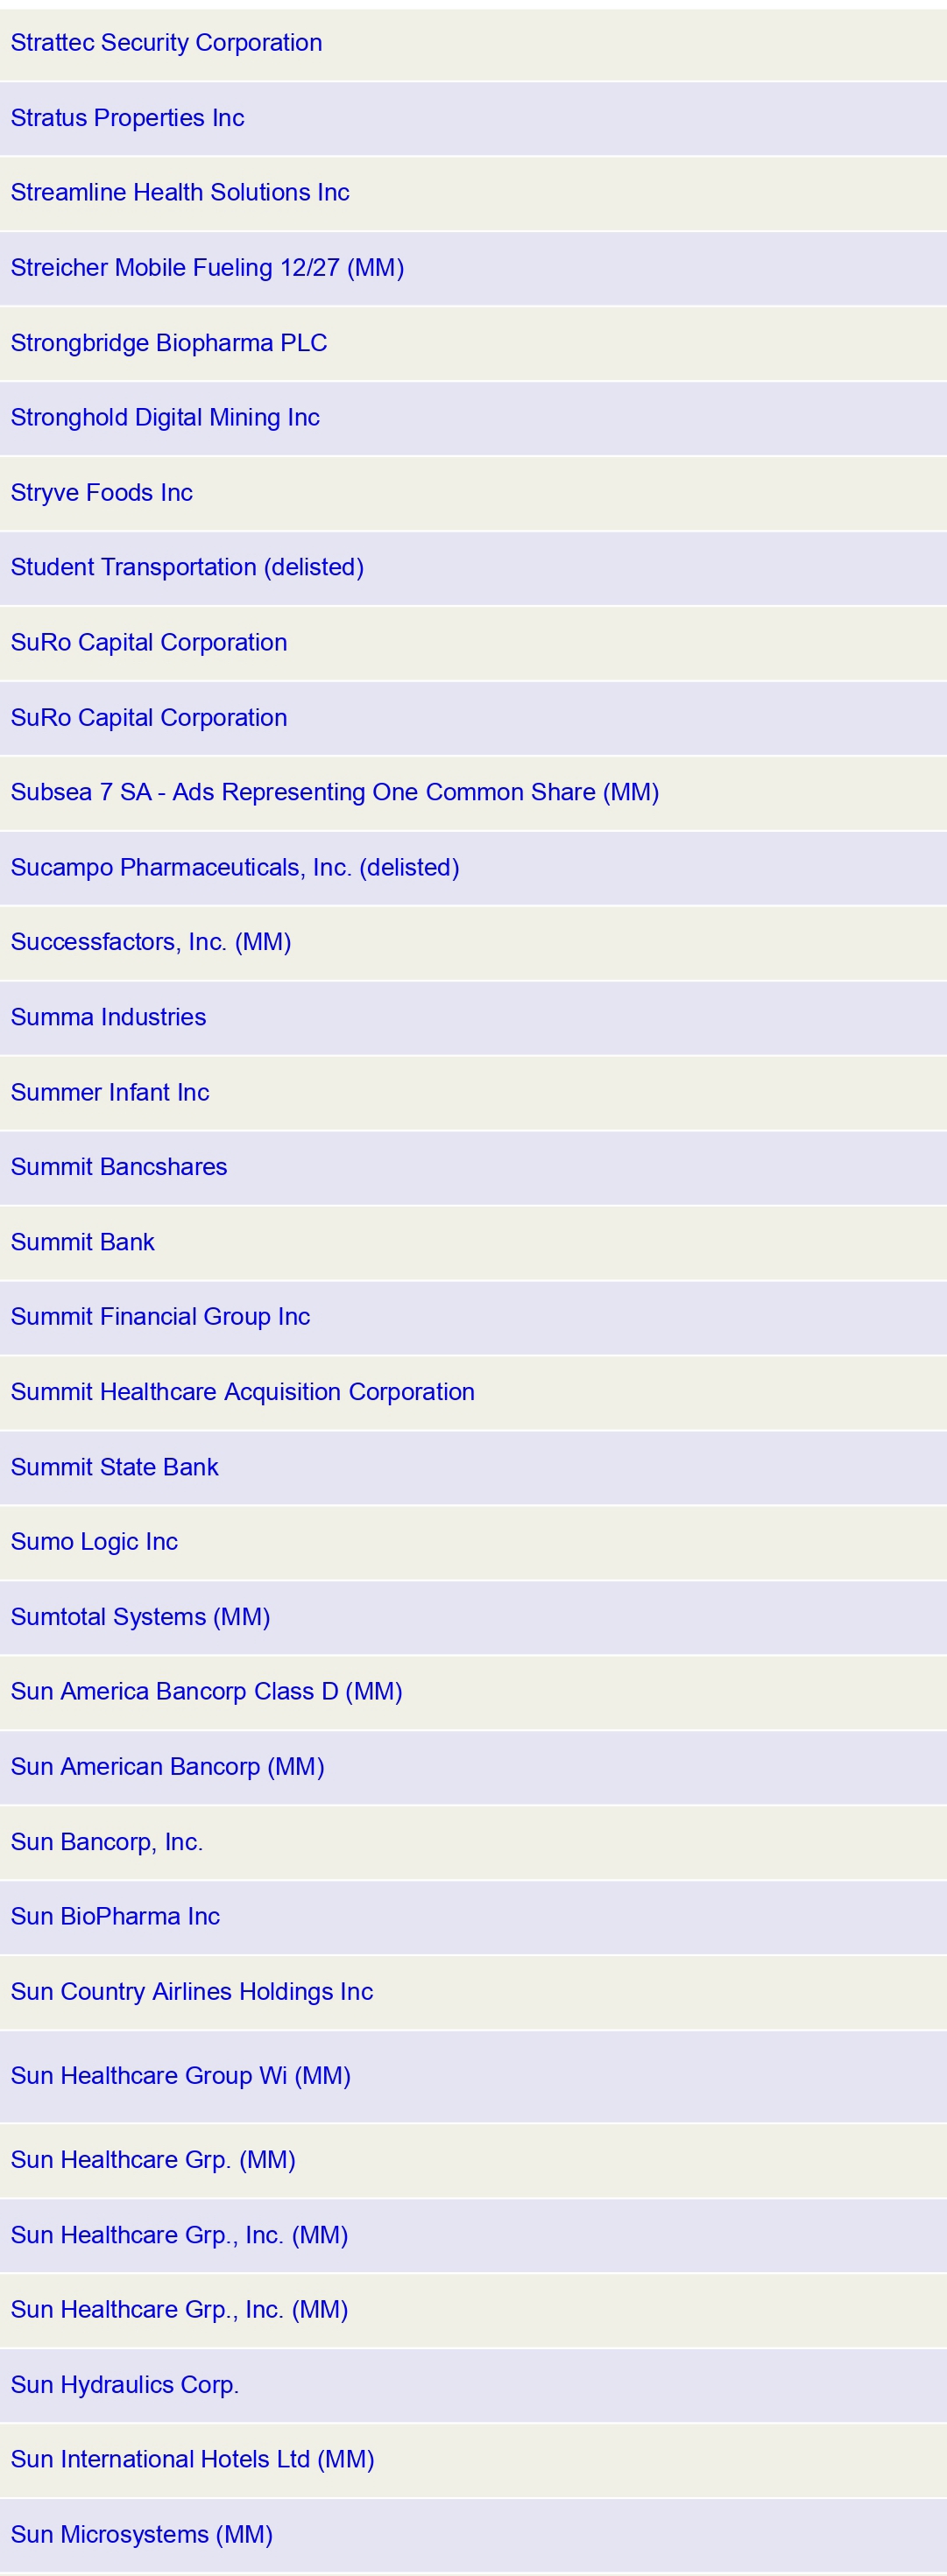 Strattec Security Corporation
Stratus Properties Inc
Streamline Health Solutions Inc
Streicher Mobile Fueling 12/27 (MM)
Strongbridge Biopharma PLC
Stronghold Digital Mining Inc
Stryve Foods Inc
Student Transportation (delisted)
SuRo Capital Corporation
SuRo Capital Corporation
Subsea 7 SA - Ads Representing One Common Share (MM)
Sucampo Pharmaceuticals, Inc. (delisted)
Successfactors, Inc. (MM)
Summa Industries
Summer Infant Inc
Summit Bancshares
Summit Bank
Summit Financial Group Inc
Summit Healthcare Acquisition Corporation
Summit State Bank
Sumo Logic Inc
Sumtotal Systems (MM)
Sun America Bancorp Class D (MM)
Sun American Bancorp (MM)
Sun Bancorp, Inc.
Sun BioPharma Inc
Sun Country Airlines Holdings Inc
Sun Healthcare Group Wi (MM)
Sun Healthcare Grp. (MM)
Sun Healthcare Grp., Inc. (MM)
Sun Healthcare Grp., Inc. (MM)
Sun Hydraulics Corp.
Sun International Hotels Ltd (MM)
Sun Microsystems (MM)